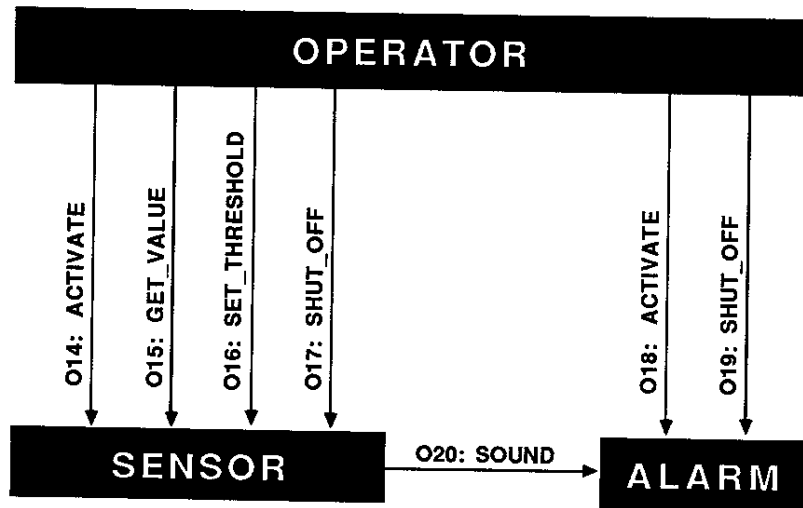 OPERATOR
O14: ACTIVATE
O15: GET_VALUE
O16: SET_THRESHOLD
O17: SHUT_OFF
O18: ACTIVATE
O19: SHUT_OFF
SENSOR
O20: SOUND
ALARM